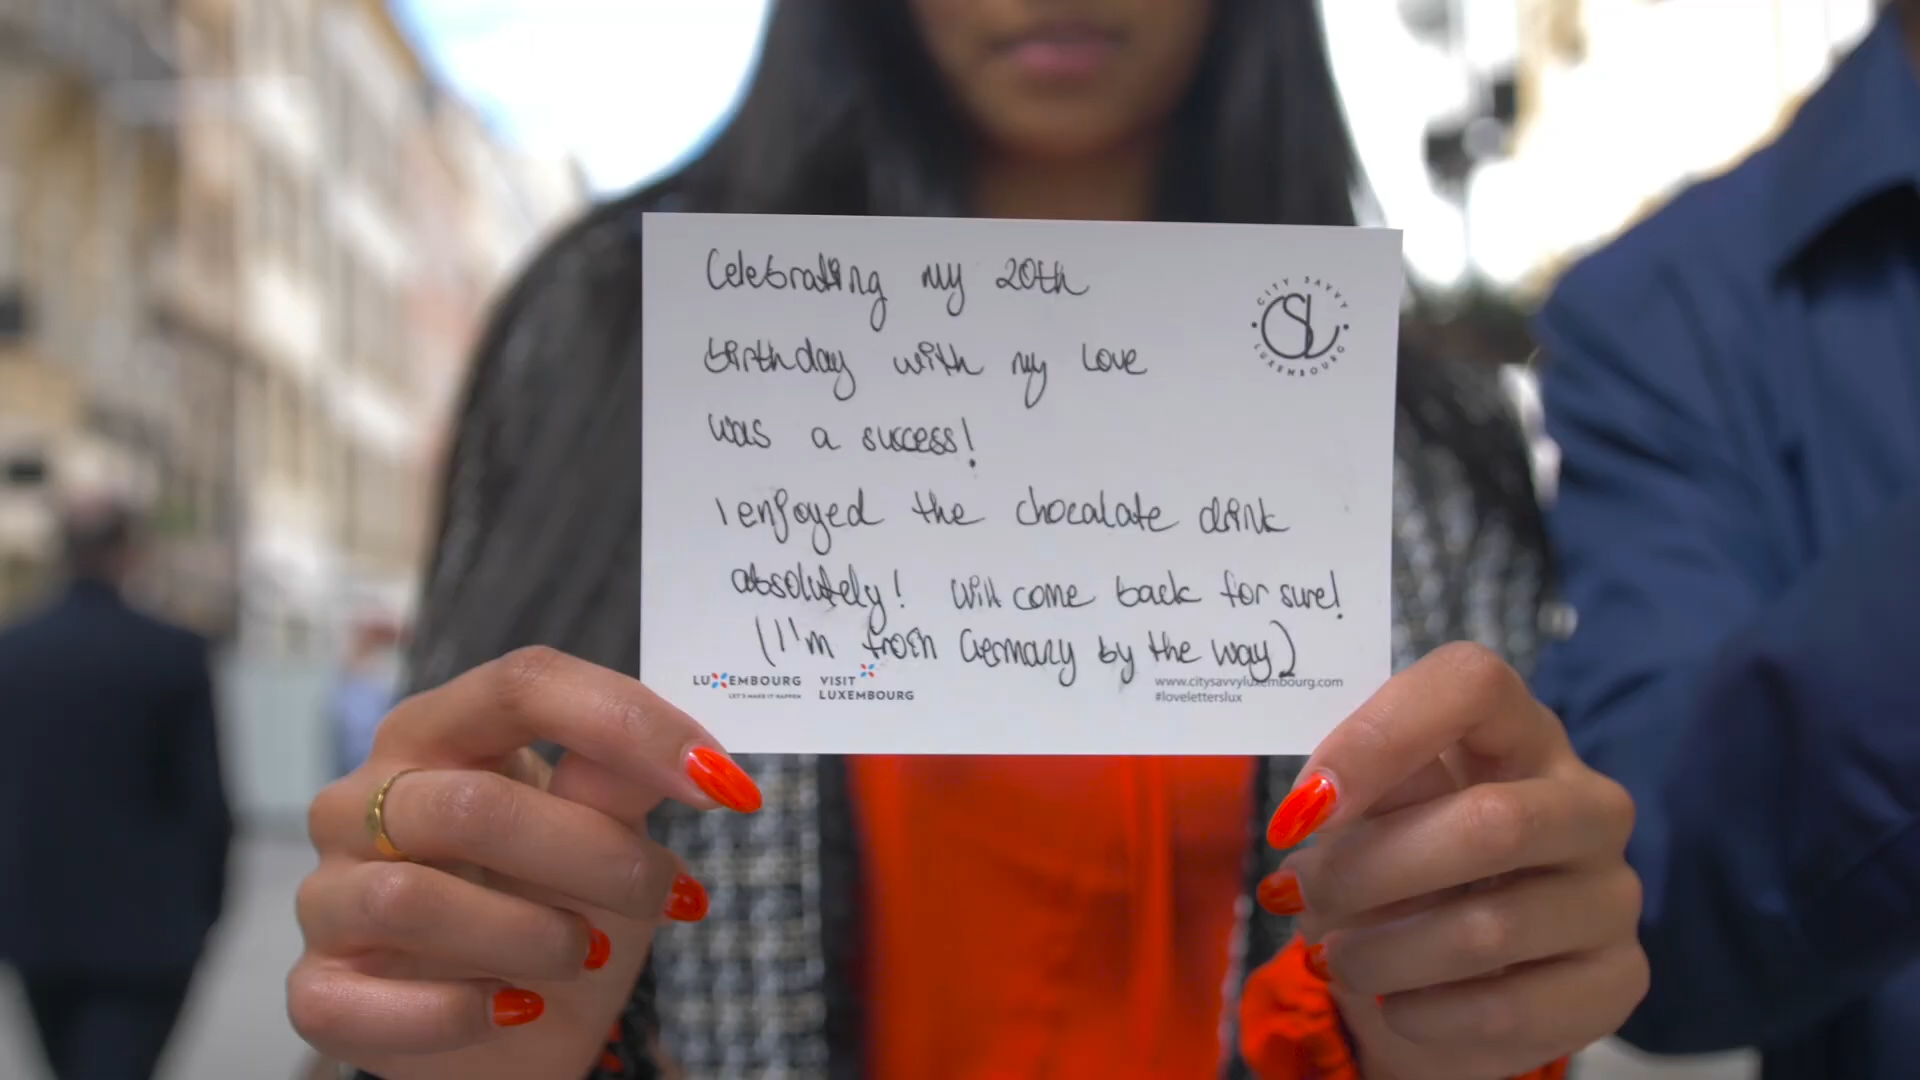 Celebrating my 20th
birthday with my love
was a success!
I enjoyed the chocalate drink
absolutely! Will come back for sure!
(I'm from Germany by the way)
CITY SAVVY
CSL
LUXEMBOURG
LUXEMBOURG
LET'S MAKE IT HAPPEN
VISIT
LUXEMBOURG
www.citysavvyluxembourg.com
#loveletterslux